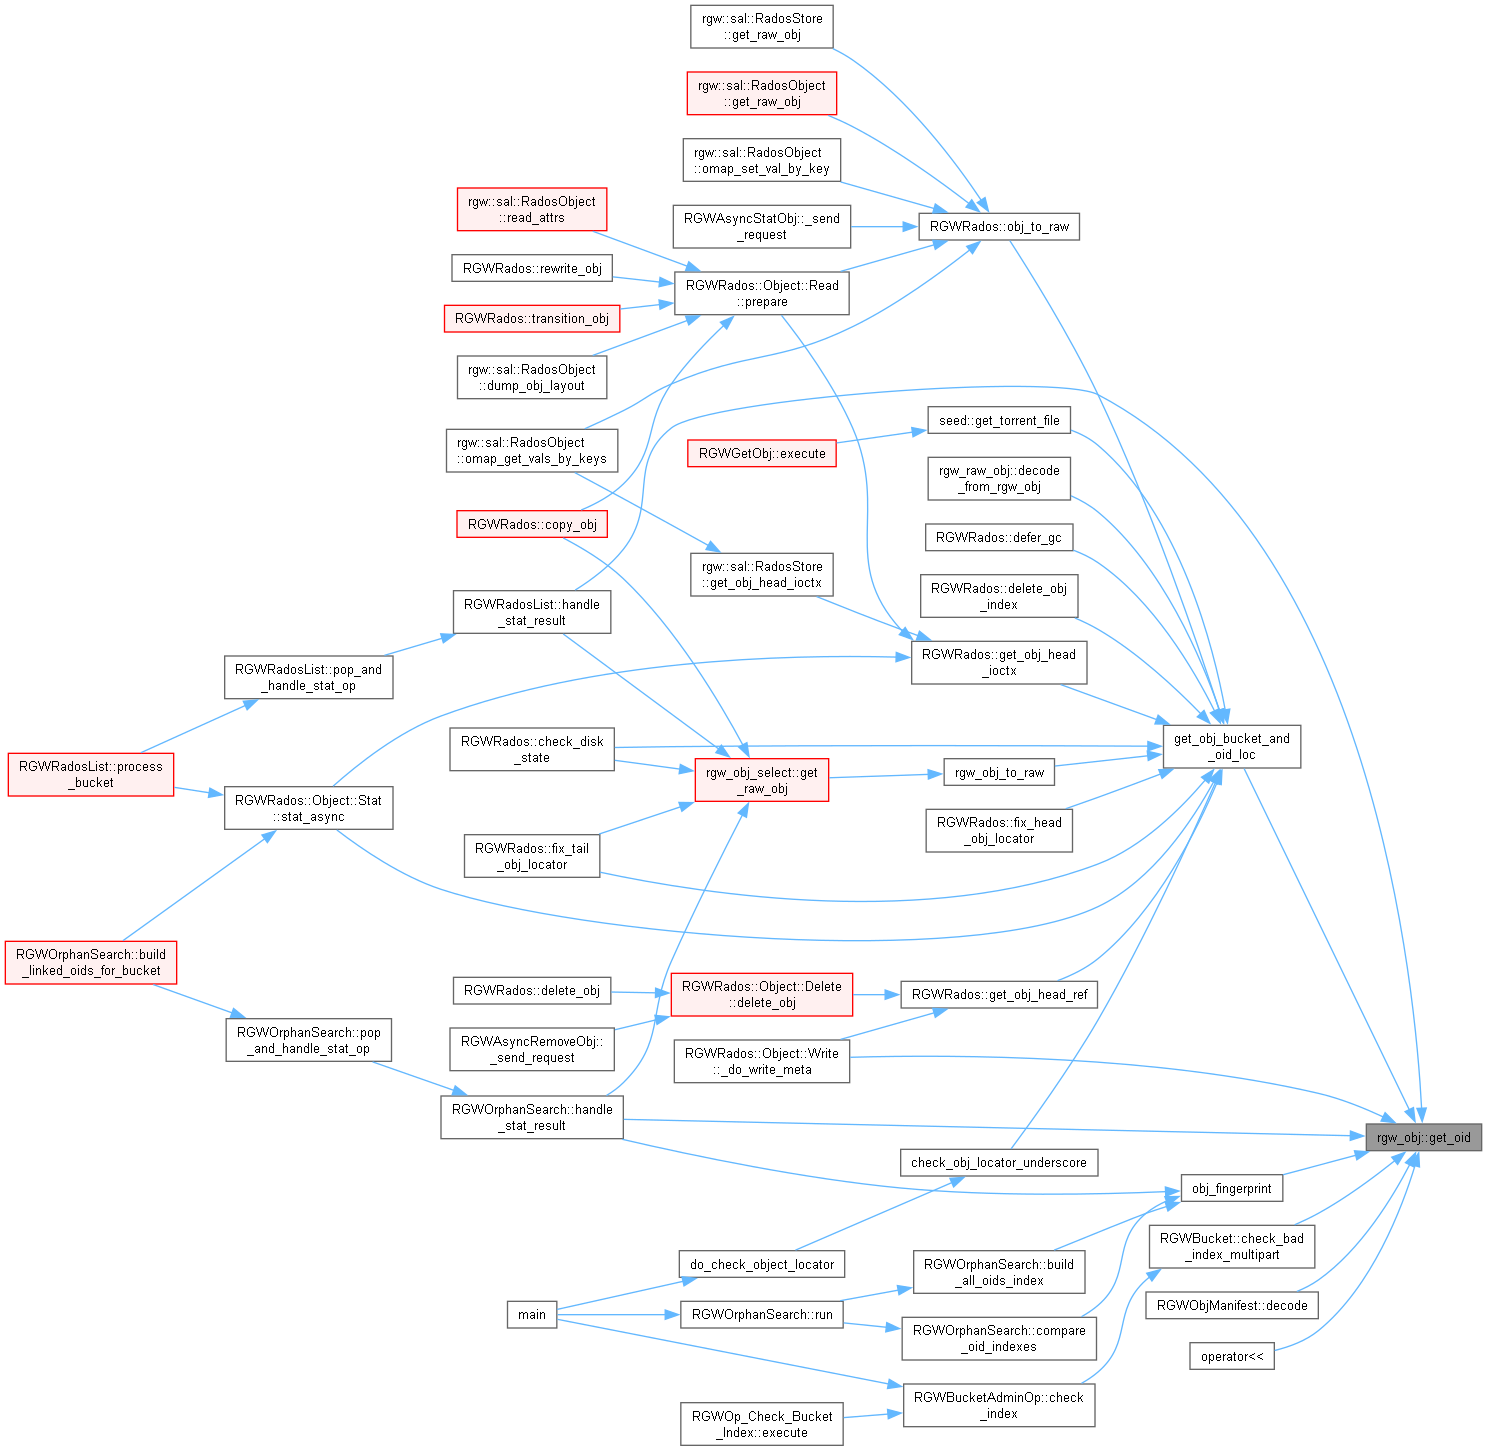 rgw::sal::RadosStore
::get_raw_obj
rgw::sal::RadosObject
::get_raw_obj
rgw::sal::RadosObject
::omap_set_val_by_key
rgw::sal::RadosObject
::read_attrs
RGWAsyncStatObj::_send
_request
RGWRados::obj_to_raw
RGWRados::rewrite_obj
RGWRados::Object::Read
::prepare
RGWRados::transition_obj
rgw::sal::RadosObject
::dump_obj_layout
seed::get_torrent_file
rgw::sal::RadosObject
::omap_get_vals_by_keys
RGWGetObj::execute
rgw_raw_obj::decode
_from_rgw_obj
RGWRados::copy_obj
RGWRados::defer_gc
rgw::sal::RadosStore
::get_obj_head_ioctx
RGWRados::delete_obj
_index
RGWRadosList::handle
_stat_result
RGWRadosList::pop_and
_handle_stat_op
RGWRados::get_obj_head
_ioctx
RGWRados::check_disk
_state
get_obj_bucket_and
_oid_loc
RGWRadosList::process
_bucket
rgw_obj_select::get
_raw_obj
rgw_obj_to_raw
RGWRados::Object::Stat
::stat_async
RGWRados::fix_head
_obj_locator
RGWRados::fix_tail
_obj_locator
RGWOrphanSearch::build
_linked_oids_for_bucket
RGWRados::delete_obj
RGWRados::Object::Delete
::delete_obj
RGWRados::get_obj_head_ref
RGWOrphanSearch::pop
_and_handle_stat_op
RGWAsyncRemoveObj::
_send_request
RGWRados::Object::Write
::_do_write_meta
RGWOrphanSearch::handle
_stat_result
rgw_obj::get_oid
check_obj_locator_underscore
obj_fingerprint
RGWBucket::check_bad
_index_multipart
do_check_object_locator
RGWOrphanSearch::build
_all_oids_index
RGWObjManifest::decode
main
RGWOrphanSearch::run
RGWOrphanSearch::compare
_oid_indexes
operator<<
RGWBucketAdminOp::check
_index
RGWOp_Check_Bucket
_Index::execute